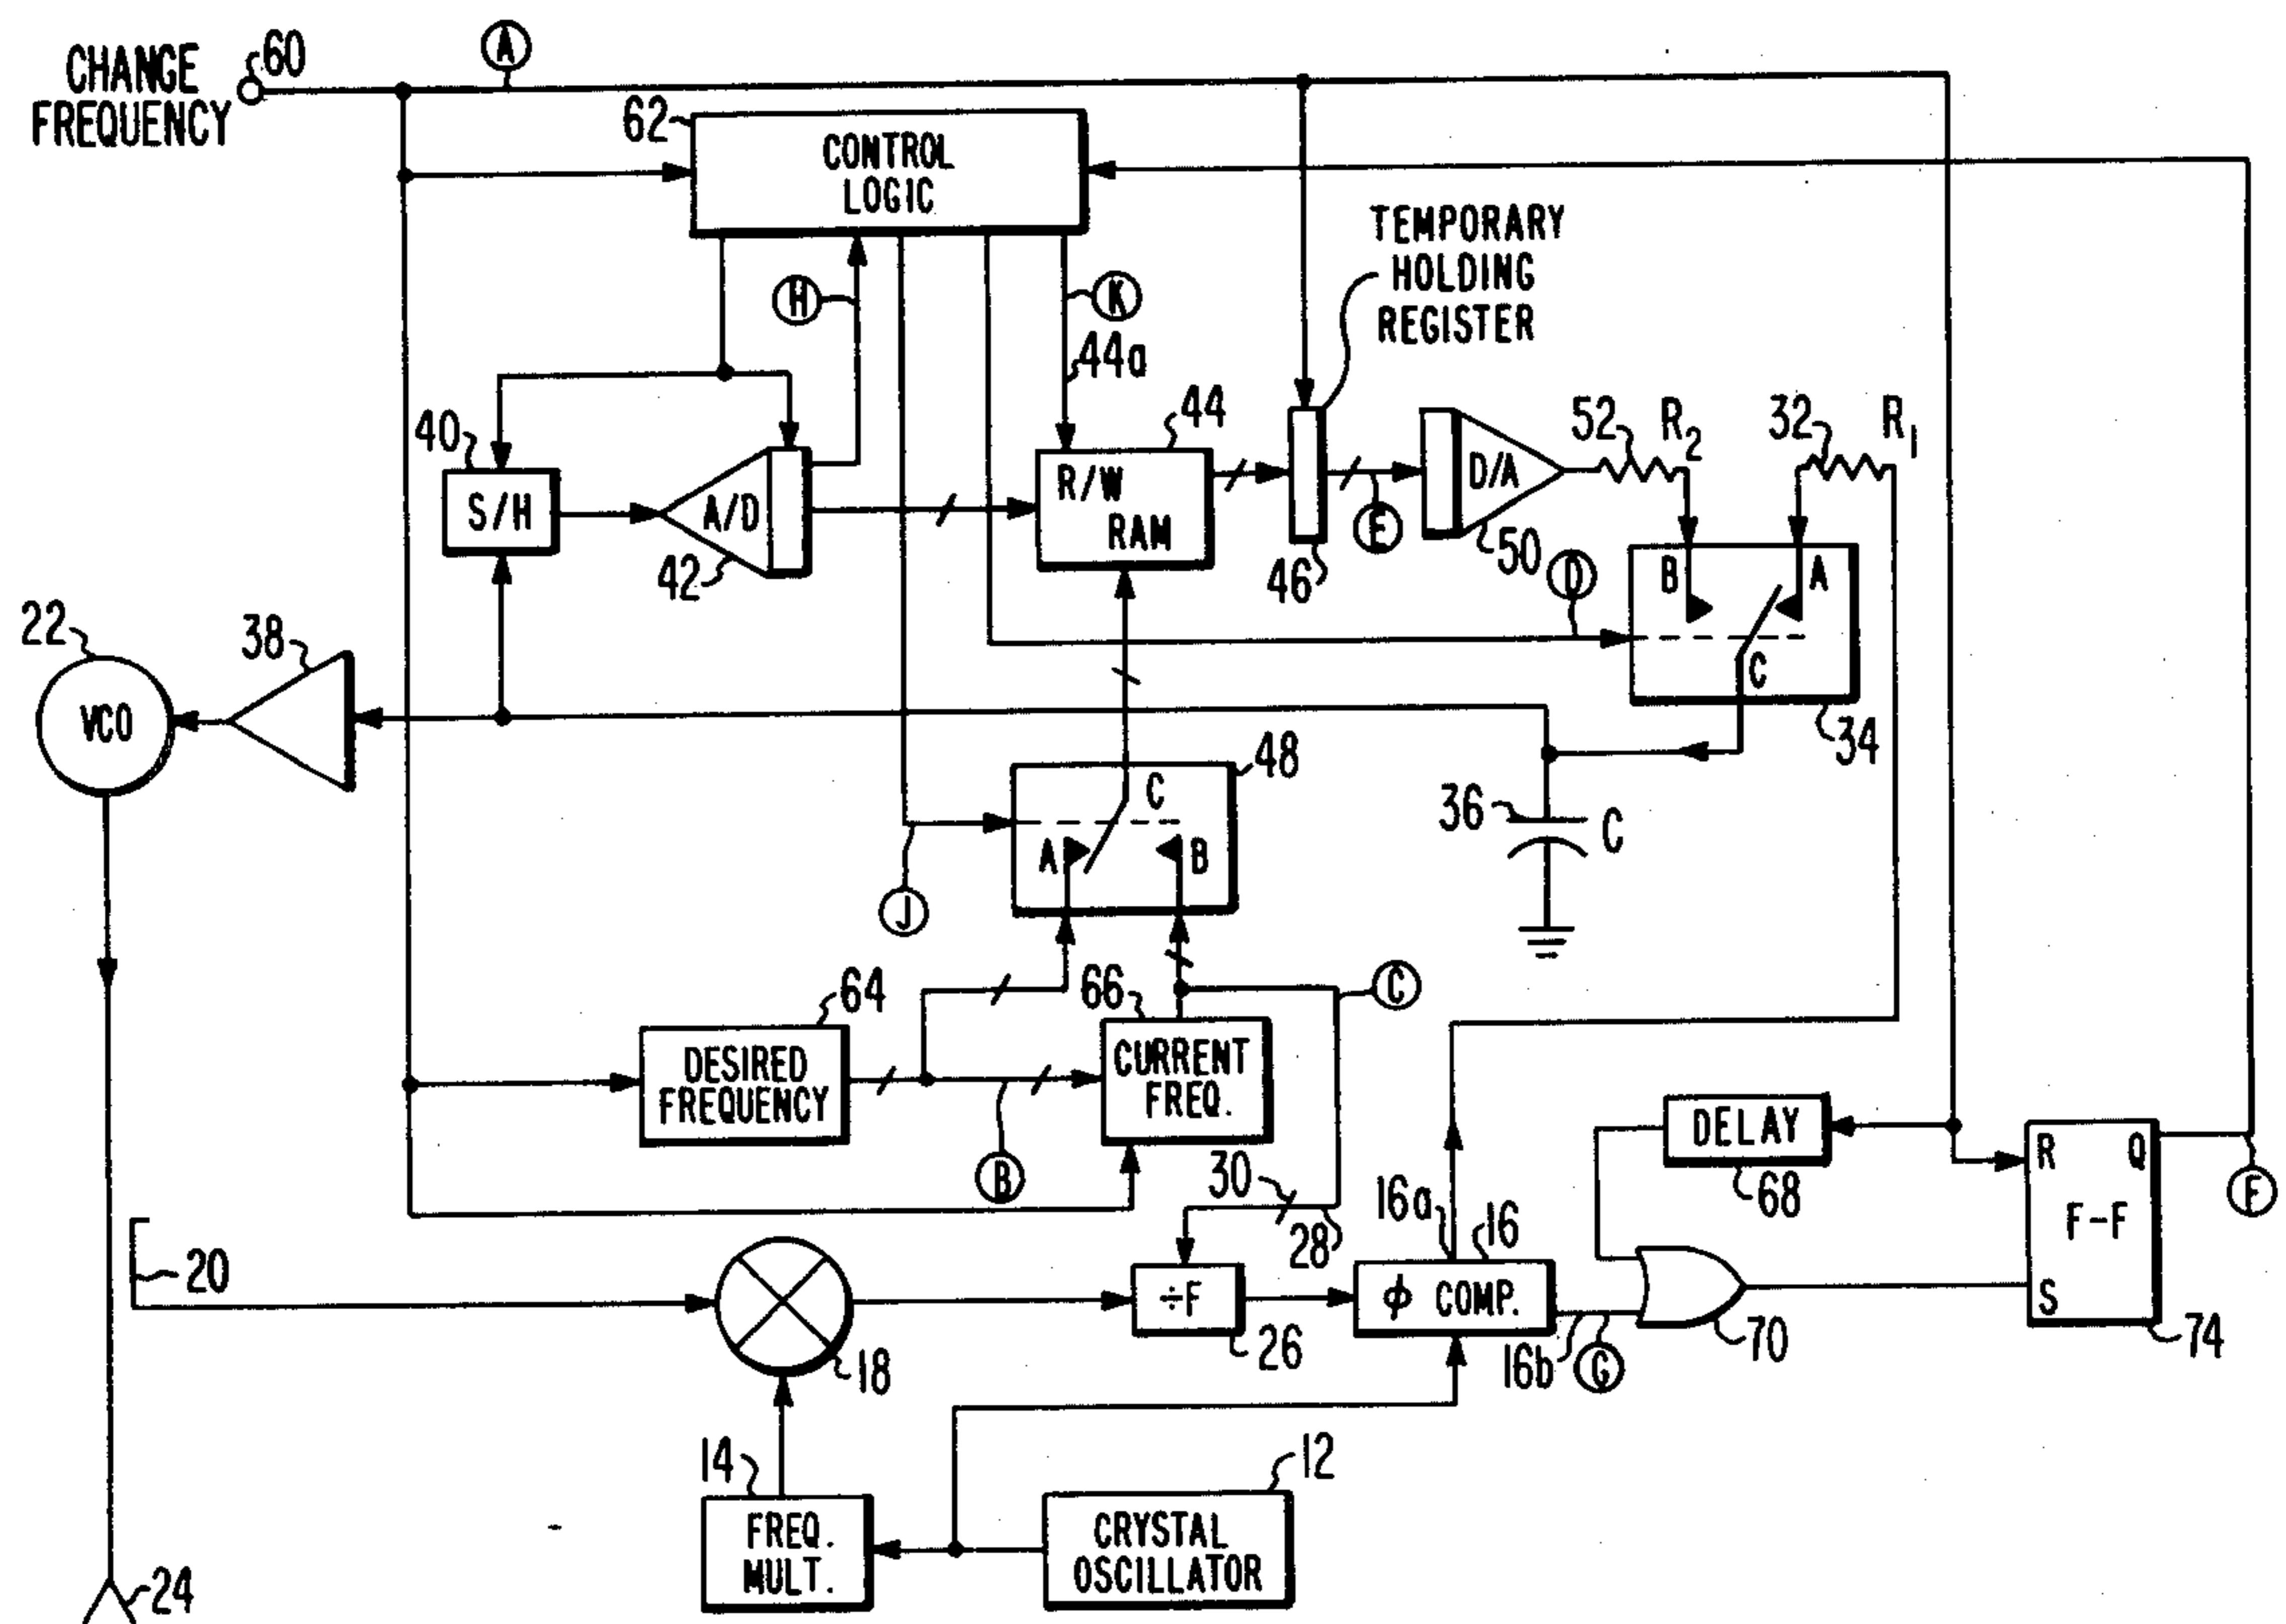 CHANGE
FREQUENCY
60
A
62
CONTROL
LOGIC
TEMPORARY
HOLDING
REGISTER
H
K
44a
44
40
S/H
A/D
42
R/W
RAM
46
E
D/A
50
52
R2
32
R1
D
B
A
C
34
22
VCO
38
48
C
A
B
J
36
C
64
DESIRED
FREQUENCY
66
CURRENT
FREQ.
C
B
30
28
DELAY
68
R
Q
F-F
S
74
F
20
18
÷F
26
16a
16
ϕ COMP.
16b
G
70
14
FREQ.
MULT.
12
CRYSTAL
OSCILLATOR
24